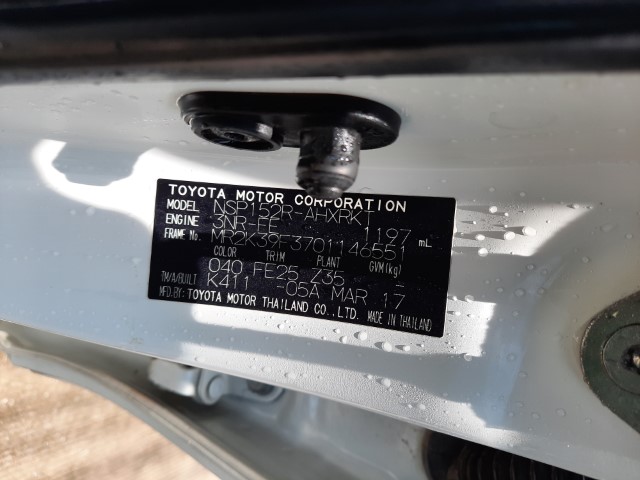 TOYOTA MOTOR CORPORATION
MODEL NSP152R-AHXRKT
ENGINE 3NR-FE 1197 mL
FRAME No. MR2K39F3701146551
COLOR TRIM PLANT GVM(kg)
040 FE25 Z35 -
TM/A/BUILT K411 -05A MAR 17
MFD.BY: TOYOTA MOTOR THAILAND CO.,LTD. MADE IN THAILAND